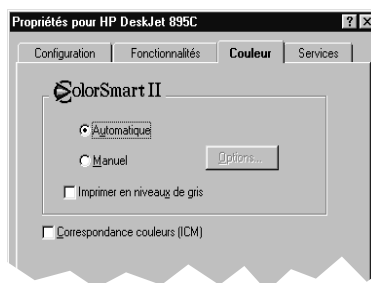 Propriétés pour HP DeskJet 895C
Configuration Fonctionnalités Couleur Services
ColorSmart II
Automatique
Manuel Options...
Imprimer en niveaux de gris
Correspondance couleurs (ICM)